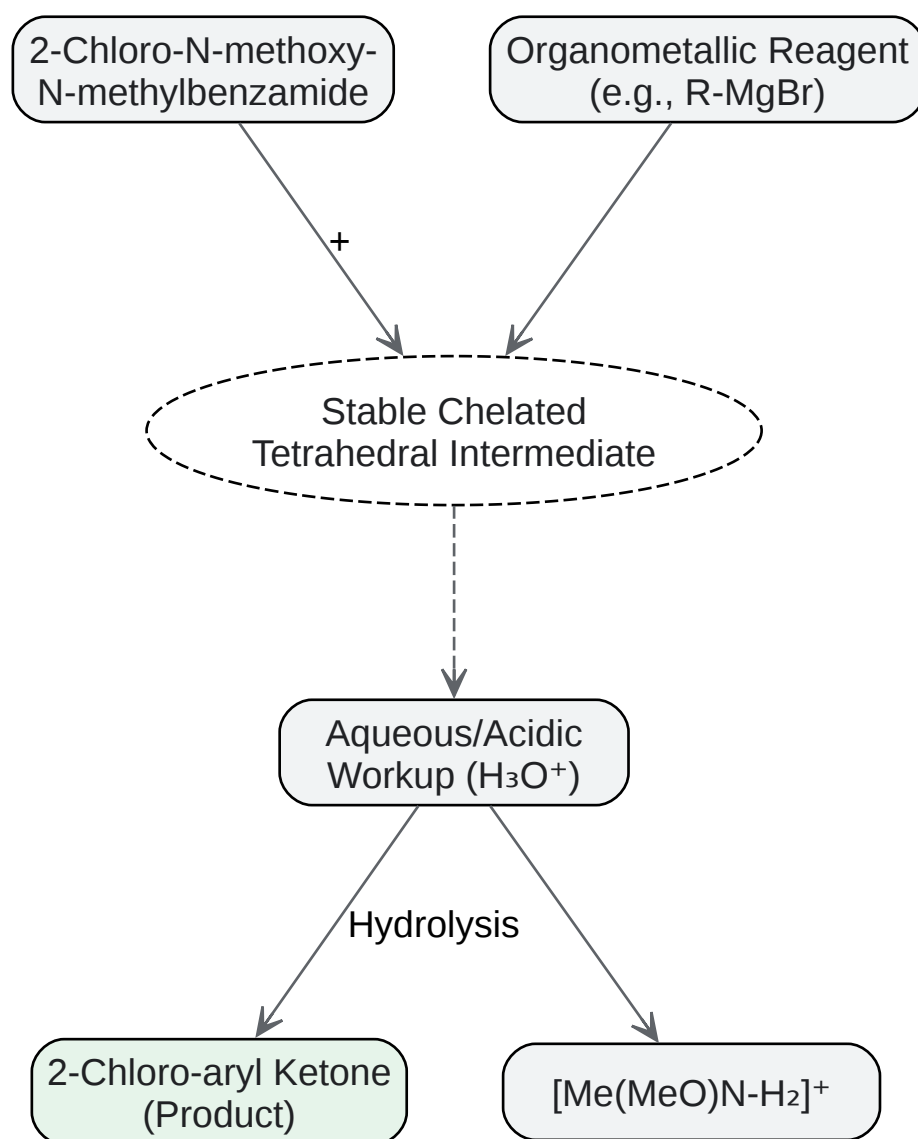 2-Chloro-N-methoxy-
N-methylbenzamide
Organometallic Reagent
(e.g., R-MgBr)
+
Stable Chelated
Tetrahedral Intermediate
Aqueous/Acidic
Workup (H₃O⁺)
Hydrolysis
2-Chloro-aryl Ketone
(Product)
[Me(MeO)N-H₂]⁺